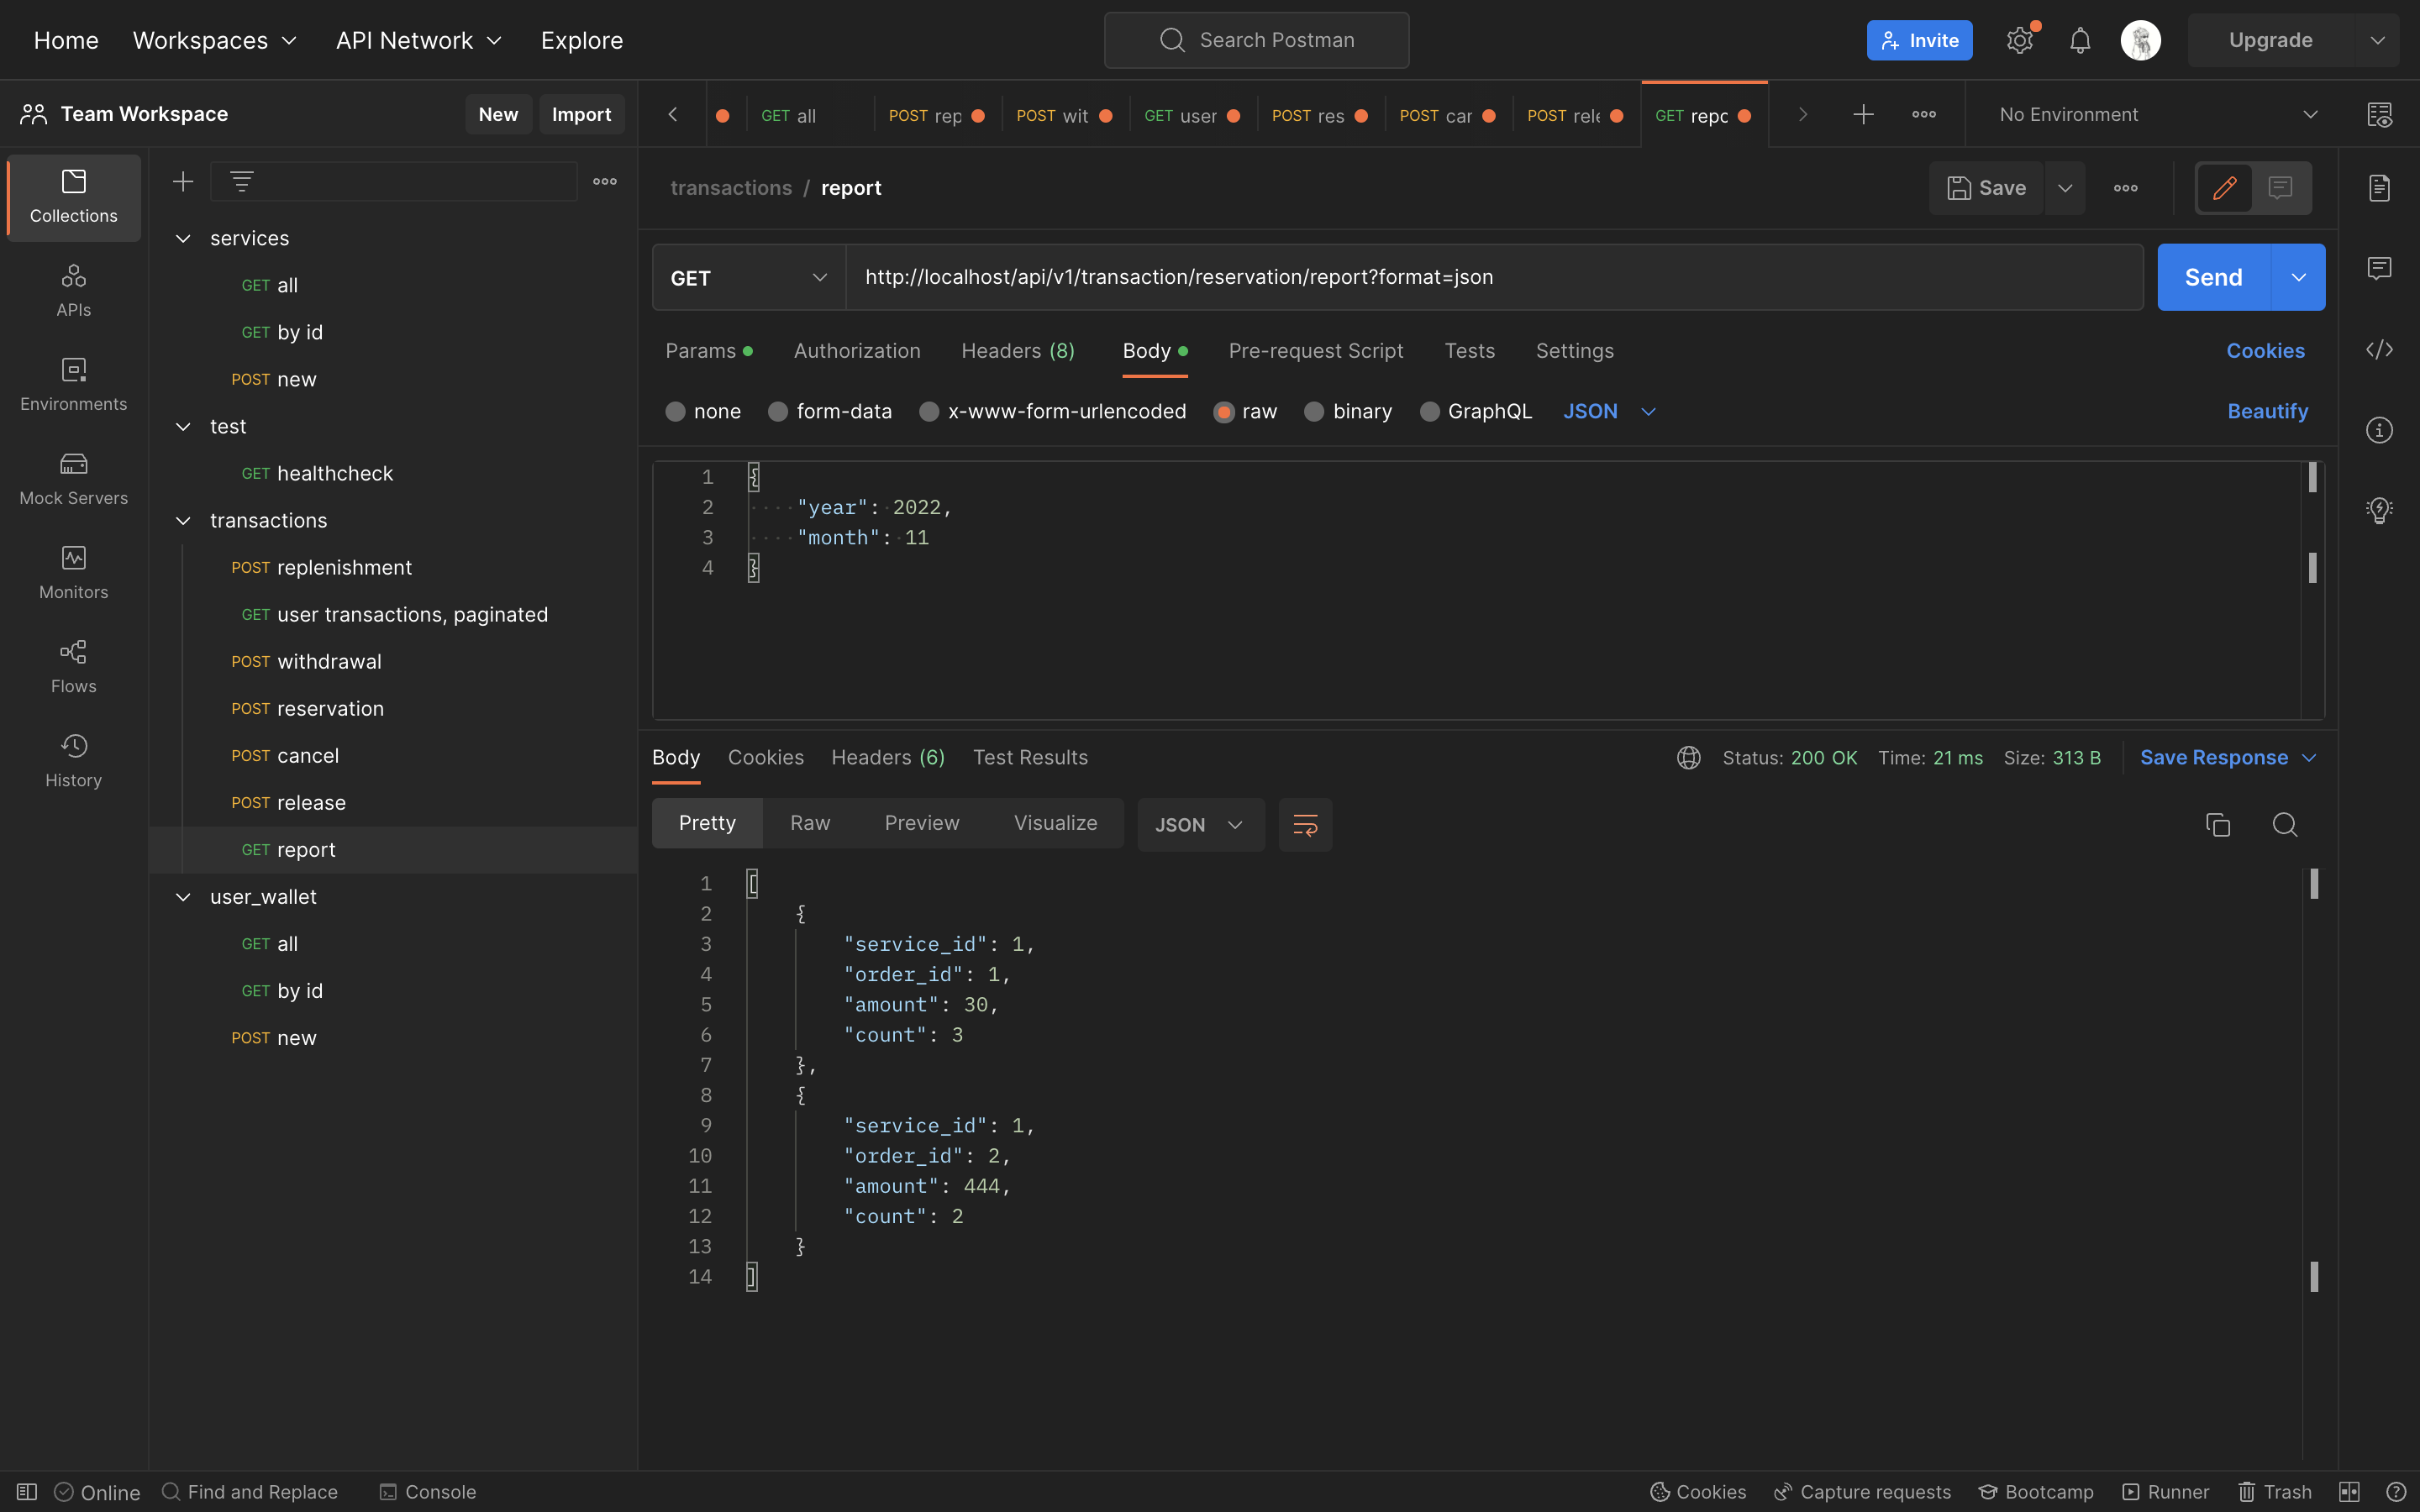 Home Workspaces API Network Explore Search Postman Invite Upgrade
Team Workspace New Import
GET all POST rep POST wit GET user POST res POST car POST rele GET repo No Environment
Collections
APIs
Environments
Mock Servers
Monitors
Flows
History
services
GET all
GET by id
POST new
test
GET healthcheck
transactions
POST replenishment
GET user transactions, paginated
POST withdrawal
POST reservation
POST cancel
POST release
GET report
user_wallet
GET all
GET by id
POST new
transactions / report Save
GET http://localhost/api/v1/transaction/reservation/report?format=json Send
Params Authorization Headers (8) Body Pre-request Script Tests Settings Cookies
none form-data x-www-form-urlencoded raw binary GraphQL JSON Beautify
1 {
2 "year": 2022,
3 "month": 11
4 }
Body Cookies Headers (6) Test Results Status: 200 OK Time: 21 ms Size: 313 B Save Response
Pretty Raw Preview Visualize JSON
1 [
2 {
3 "service_id": 1,
4 "order_id": 1,
5 "amount": 30,
6 "count": 3
7 },
8 {
9 "service_id": 1,
10 "order_id": 2,
11 "amount": 444,
12 "count": 2
13 }
14 ]
Online Find and Replace Console Cookies Capture requests Bootcamp Runner Trash